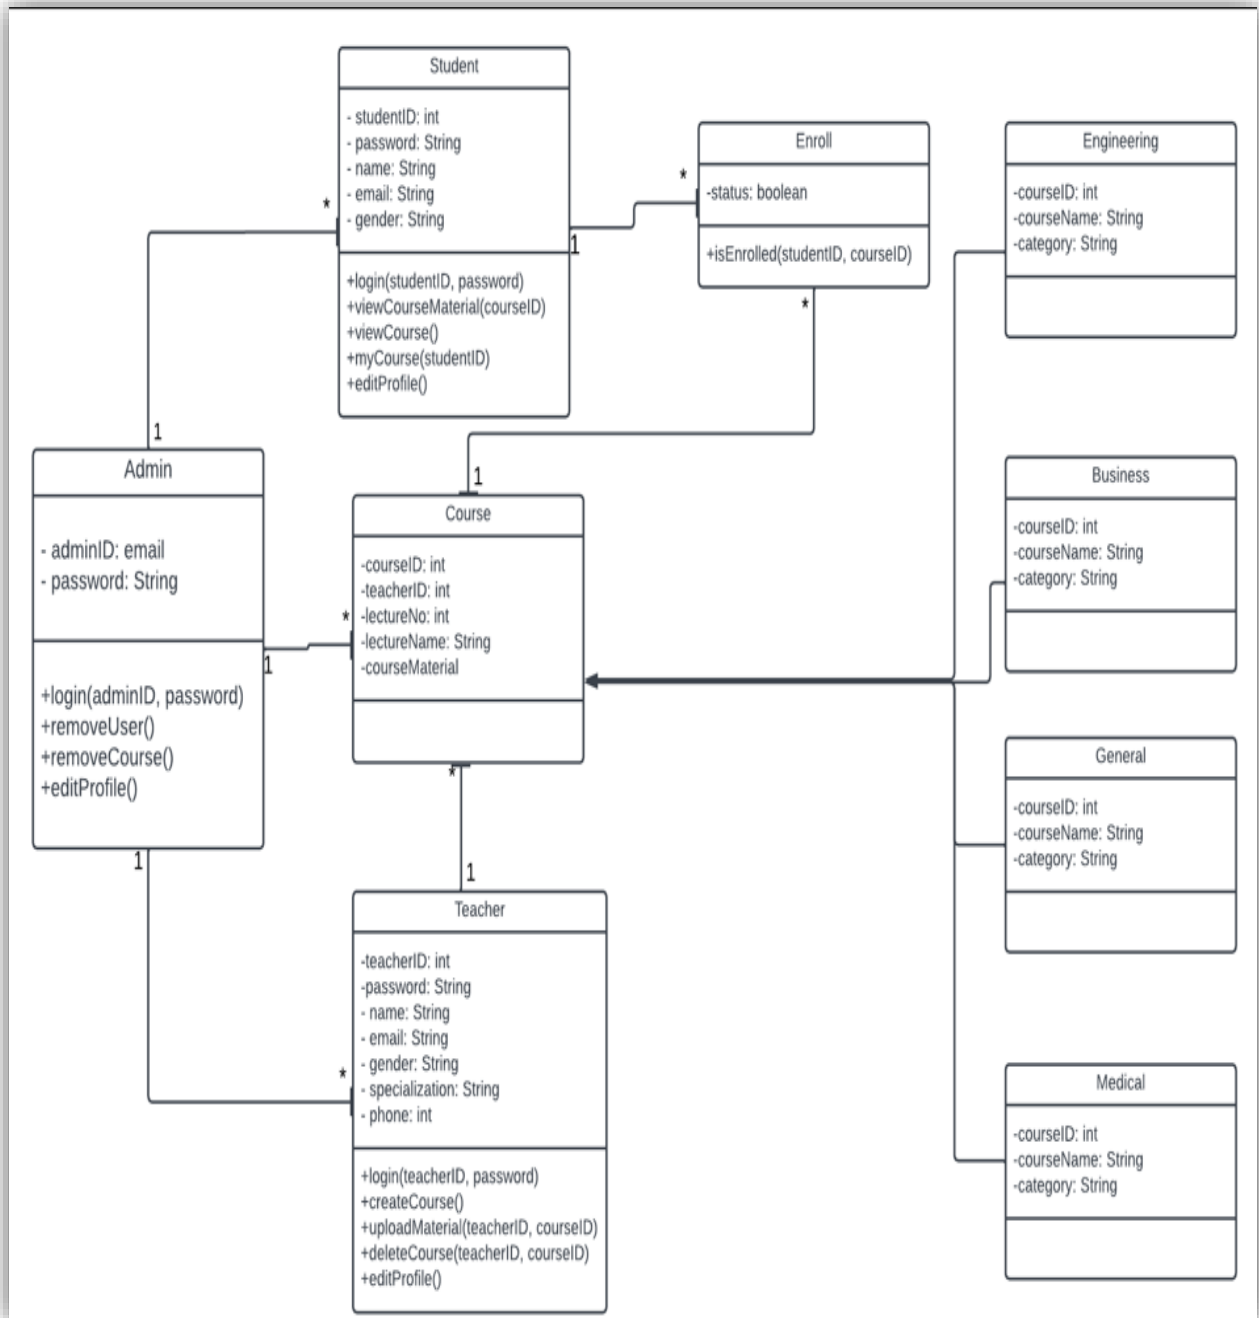 Student
- studentID: int
- password: String
- name: String
- email: String
- gender: String
+login(studentID, password)
+viewCourseMaterial(courseID)
+viewCourse()
+myCourse(studentID)
+editProfile()
*
1
1
*
Enroll
-status: boolean
+isEnrolled(studentID, courseID)
*
1
Engineering
-courseID: int
-courseName: String
-category: String
Admin
- adminID: email
- password: String
+login(adminID, password)
+removeUser()
+removeCourse()
+editProfile()
1
*
Course
-courseID: int
-teacherID: int
-lectureNo: int
-lectureName: String
-courseMaterial
*
1
Business
-courseID: int
-courseName: String
-category: String
General
-courseID: int
-courseName: String
-category: String
1
*
Teacher
-teacherID: int
-password: String
- name: String
- email: String
- gender: String
- specialization: String
- phone: int
+login(teacherID, password)
+createCourse()
+uploadMaterial(teacherID, courseID)
+deleteCourse(teacherID, courseID)
+editProfile()
Medical
-courseID: int
-courseName: String
-category: String